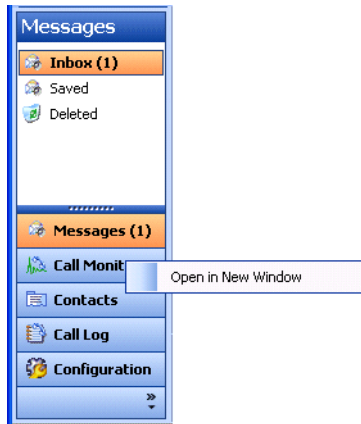 Messages
Inbox (1)
Saved
Deleted
Messages (1)
Call Monit
Open in New Window
Contacts
Call Log
Configuration